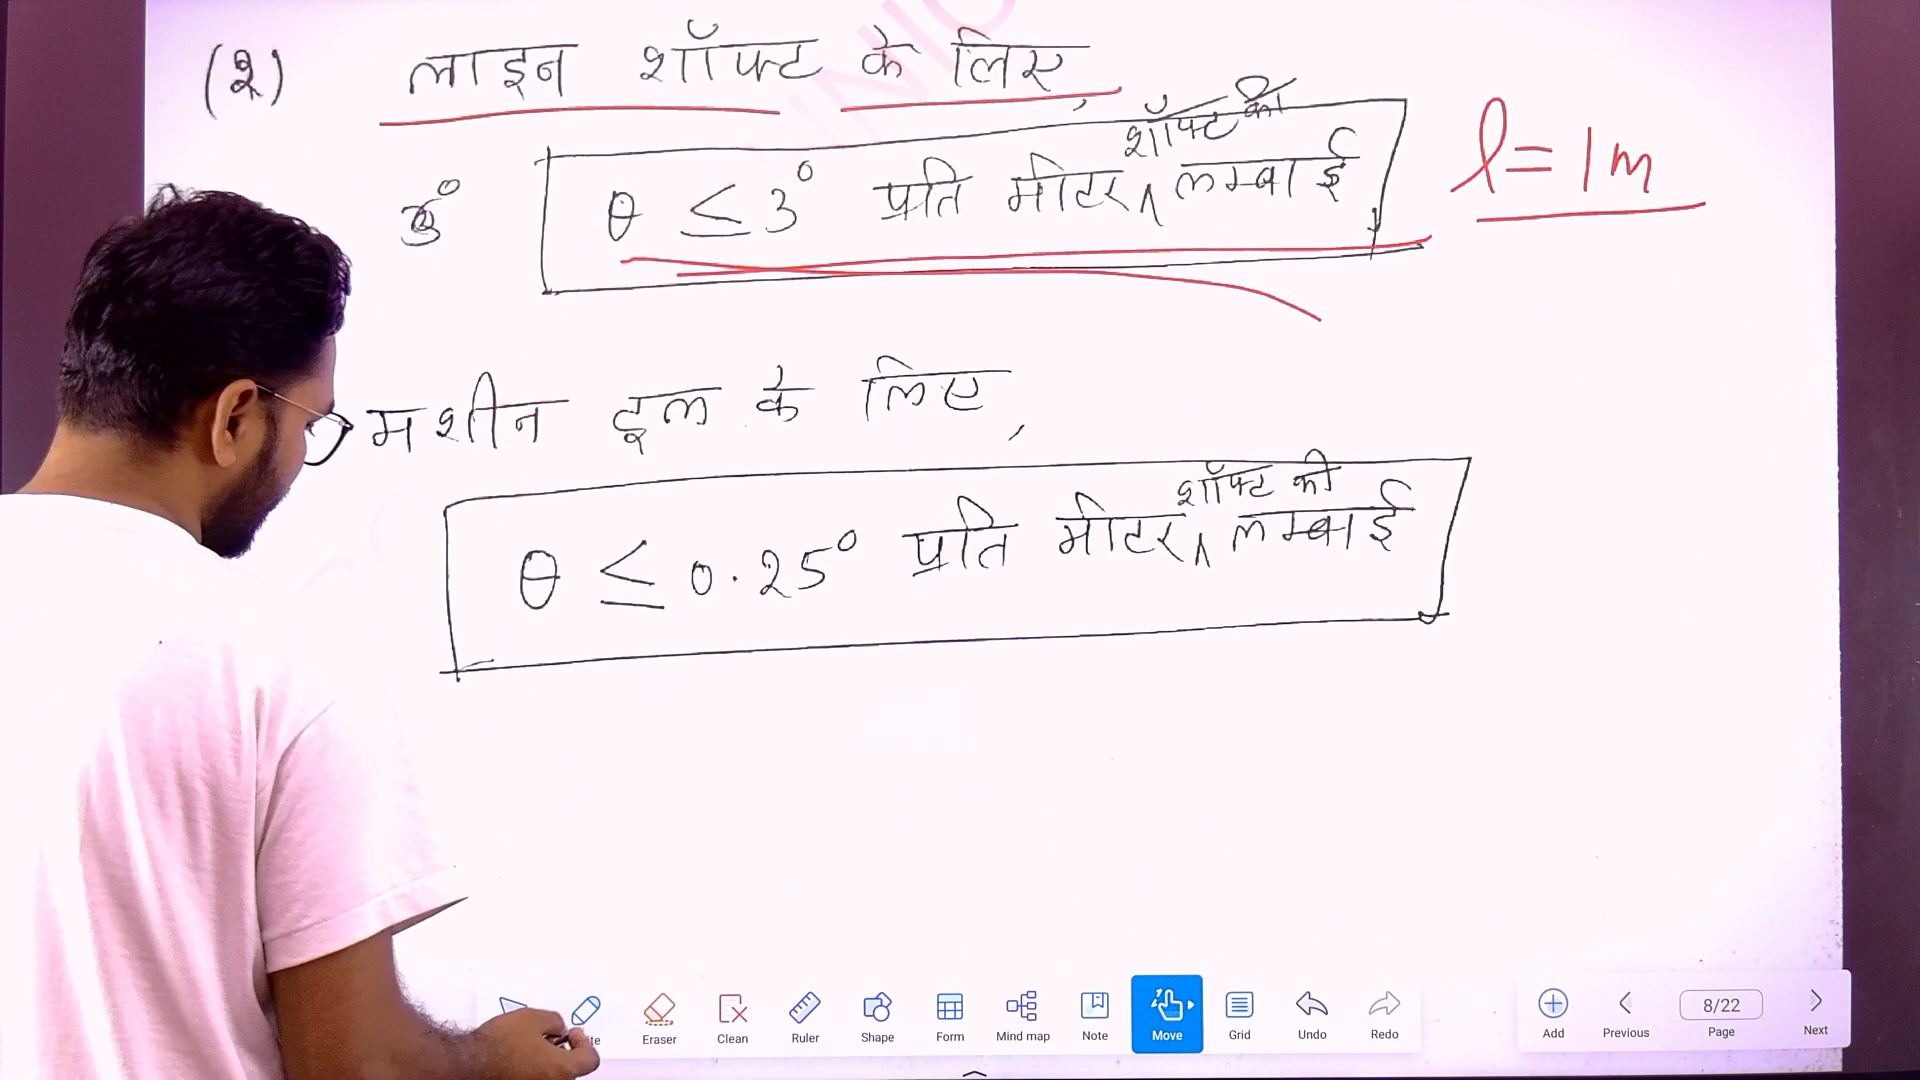 (2) लाइन शॉफ्ट के लिए,
3° θ ≤ 3° प्रति मीटर ∧ शॉफ्ट की लम्बाई
l = 1m
मशीन टूल के लिए,
θ ≤ 0.25° प्रति मीटर ∧ शॉफ्ट की लम्बाई
Eraser Clean Ruler Shape Form Mind map Note Move Grid Undo Redo Add Previous 8/22 Page Next